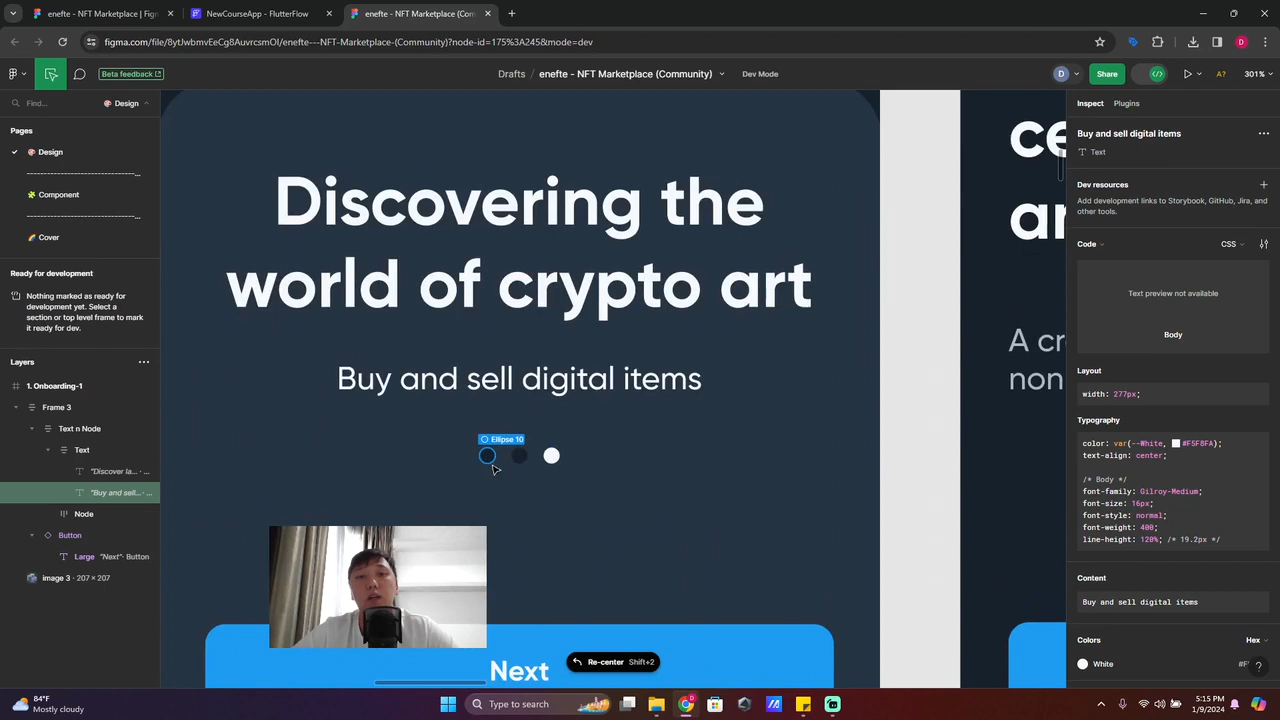 enefte - NFT Marketplace | Fig
NewCourseApp - FlutterFlow
enefte - NFT Marketplace (Com
figma.com/file/8ytJwbmvEeCg8AuvrcsmOI/enefte---NFT-Marketplace-(Community)?node-id=175%3A245&mode=dev
D
Beta feedback
Drafts / enefte - NFT Marketplace (Community)
Dev Mode
D
Share
A?
301%
Find...
Design
Pages
Design
Component
Cover
Ready for development
Nothing marked as ready for
development yet. Select a
section or top level frame to mark
it ready for dev.
Layers
1. Onboarding-1
Frame 3
Text n Node
Text
"Discover la... · ...
"Buy and sell... · ...
Node
Button
Large "Next" · Button
image 3 · 207 × 207
Discovering the
world of crypto art
Buy and sell digital items
Ellipse 10
Next
Re-center Shift+2
ce
ar
A cr
non
Inspect
Plugins
Buy and sell digital items
Text
Dev resources
Add development links to Storybook, GitHub, Jira, and
other tools.
Code
CSS
Text preview not available
Body
Layout
width: 277px;
Typography
color: var(--White, #F5F8FA);
text-align: center;
/* Body */
font-family: Gilroy-Medium;
font-size: 16px;
font-style: normal;
font-weight: 400;
line-height: 120%; /* 19.2px */
Content
Buy and sell digital items
Colors
Hex
White
#F
?
84°F
Mostly cloudy
Type to search
5:15 PM
1/9/2024